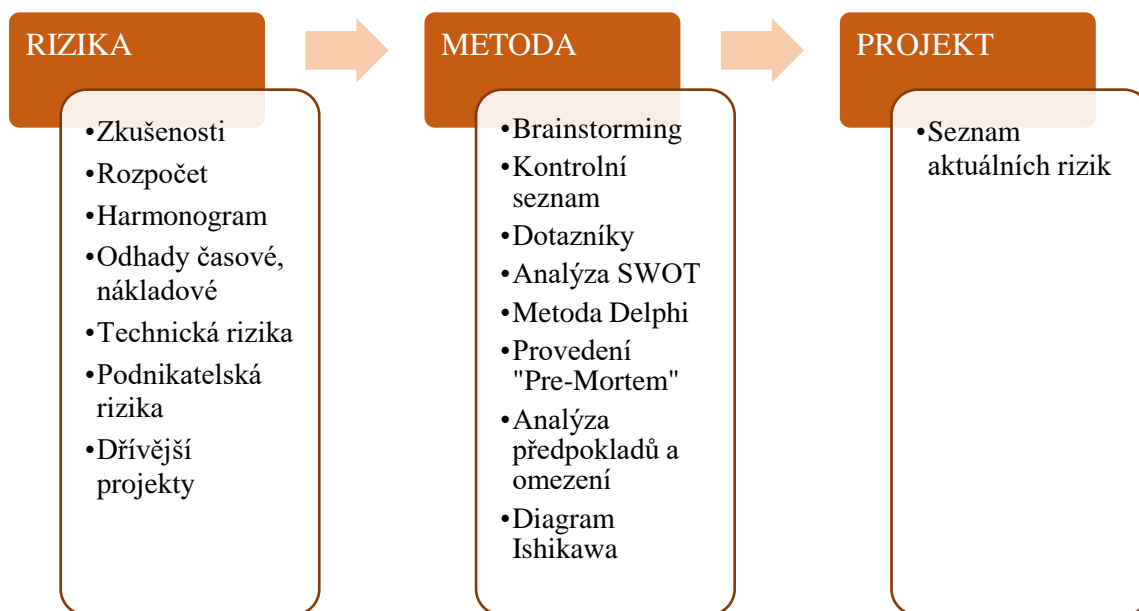 RIZIKA
•Zkušenosti
•Rozpočet
•Harmonogram
•Odhady časové,
nákladové
•Technická rizika
•Podnikatelská
rizika
•Dřívější
projekty
METODA
•Brainstorming
•Kontrolní
seznam
•Dotazníky
•Analýza SWOT
•Metoda Delphi
•Provedení
"Pre-Mortem"
•Analýza
předpokladů a
omezení
•Diagram
Ishikawa
PROJEKT
•Seznam
aktuálních rizik